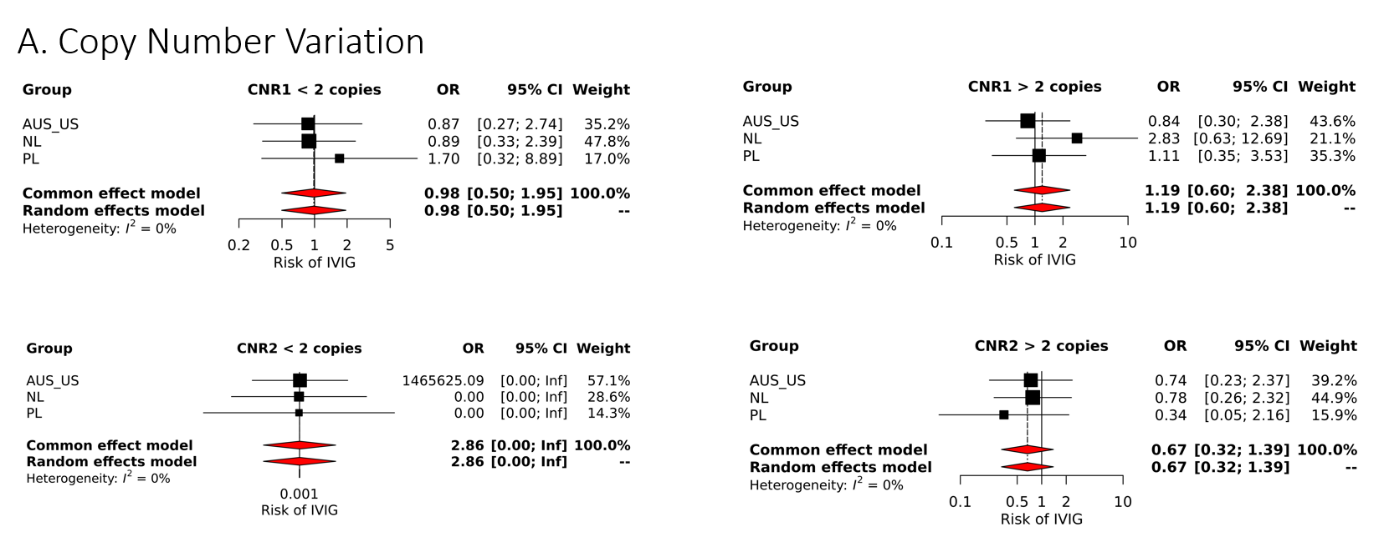 A. Copy Number Variation
Group CNR1 < 2 copies OR 95% CI Weight
AUS_US 0.87 [0.27; 2.74] 35.2%
NL 0.89 [0.33; 2.39] 47.8%
PL 1.70 [0.32; 8.89] 17.0%
Common effect model 0.98 [0.50; 1.95] 100.0%
Random effects model 0.98 [0.50; 1.95] --
Heterogeneity: I² = 0%
0.2 0.5 1 2 5
Risk of IVIG
Group CNR1 > 2 copies OR 95% CI Weight
AUS_US 0.84 [0.30; 2.38] 43.6%
NL 2.83 [0.63; 12.69] 21.1%
PL 1.11 [0.35; 3.53] 35.3%
Common effect model 1.19 [0.60; 2.38] 100.0%
Random effects model 1.19 [0.60; 2.38] --
Heterogeneity: I² = 0%
0.1 0.5 1 2 10
Risk of IVIG
Group CNR2 < 2 copies OR 95% CI Weight
AUS_US 1465625.09 [0.00; Inf] 57.1%
NL 0.00 [0.00; Inf] 28.6%
PL 0.00 [0.00; Inf] 14.3%
Common effect model 2.86 [0.00; Inf] 100.0%
Random effects model 2.86 [0.00; Inf] --
Heterogeneity: I² = 0%
0.001
Risk of IVIG
Group CNR2 > 2 copies OR 95% CI Weight
AUS_US 0.74 [0.23; 2.37] 39.2%
NL 0.78 [0.26; 2.32] 44.9%
PL 0.34 [0.05; 2.16] 15.9%
Common effect model 0.67 [0.32; 1.39] 100.0%
Random effects model 0.67 [0.32; 1.39] --
Heterogeneity: I² = 0%
0.1 0.5 1 2 10
Risk of IVIG